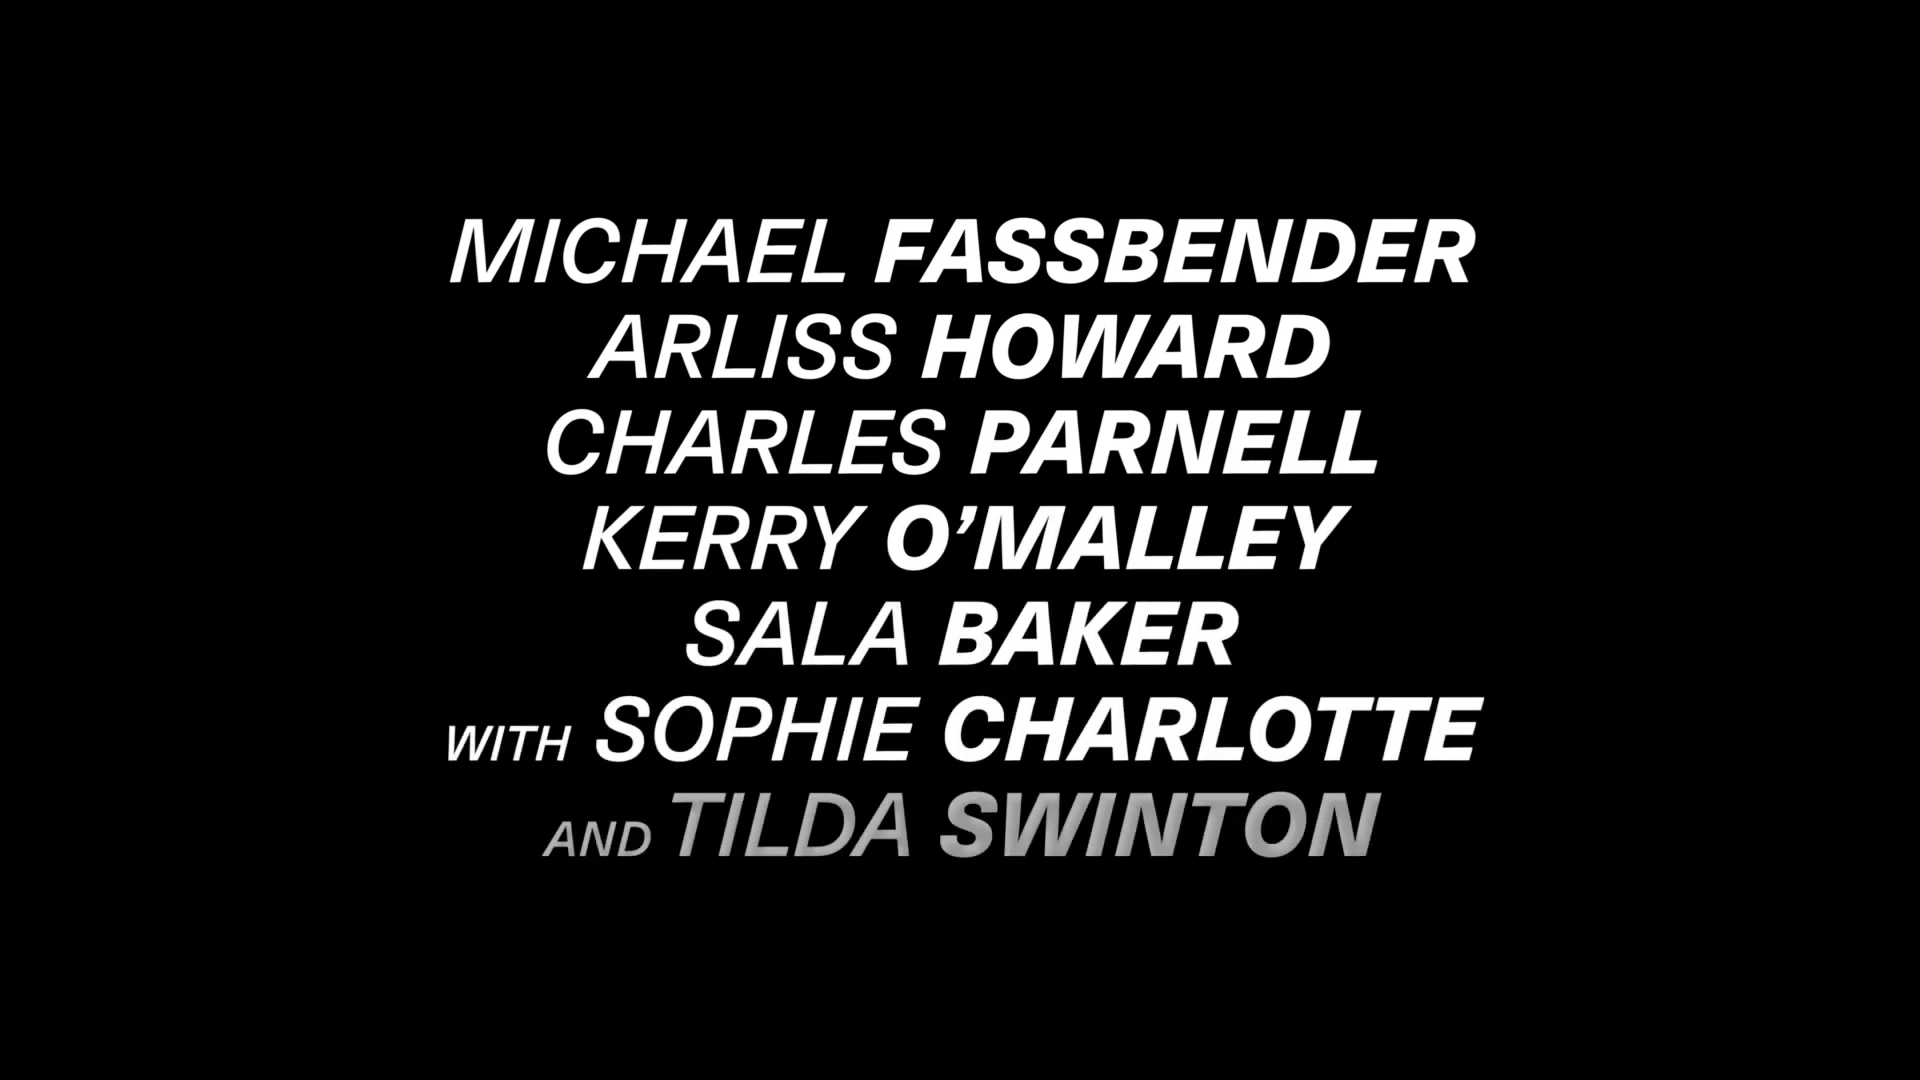 MICHAEL FASSBENDER
ARLISS HOWARD
CHARLES PARNELL
KERRY O’MALLEY
SALA BAKER
WITH SOPHIE CHARLOTTE
AND TILDA SWINTON